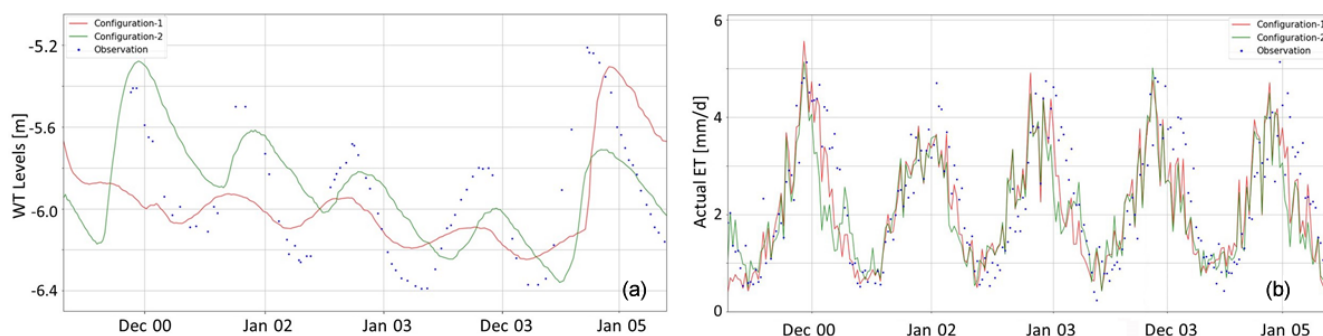 Configuration-1
Configuration-2
Observation
WT Levels [m]
-5.2
-5.6
-6.0
-6.4
Dec 00
Jan 02
Jan 03
Dec 03
Jan 05
(a)
Configuration-1
Configuration-2
Observation
Actual ET [mm/d]
6
4
2
0
Dec 00
Jan 02
Jan 03
Dec 03
Jan 05
(b)